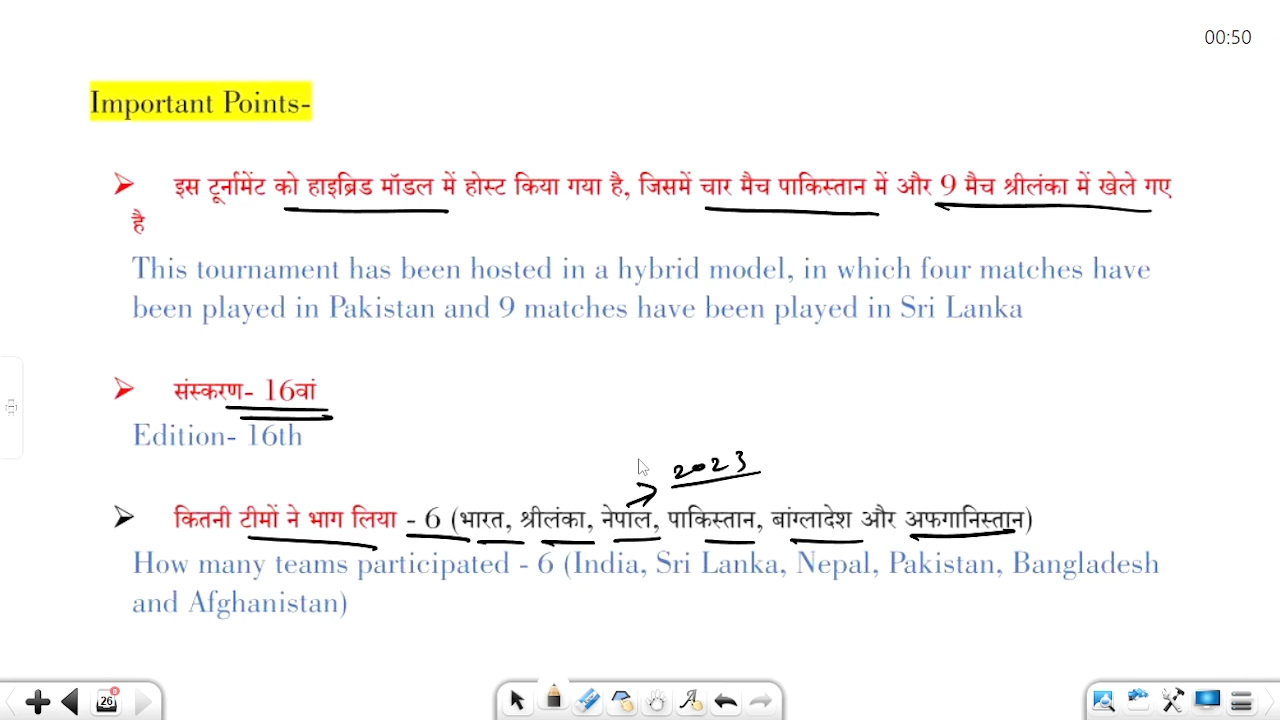 00:50
Important Points-
➢ इस टूर्नामेंट को हाइब्रिड मॉडल में होस्ट किया गया है, जिसमें चार मैच पाकिस्तान में और 9 मैच श्रीलंका में खेले गए
है
This tournament has been hosted in a hybrid model, in which four matches have
been played in Pakistan and 9 matches have been played in Sri Lanka
➢ संस्करण- 16वां
Edition- 16th
2023
➢ कितनी टीमों ने भाग लिया - 6 (भारत, श्रीलंका, नेपाल, पाकिस्तान, बांग्लादेश और अफगानिस्तान)
How many teams participated - 6 (India, Sri Lanka, Nepal, Pakistan, Bangladesh
and Afghanistan)
26
8